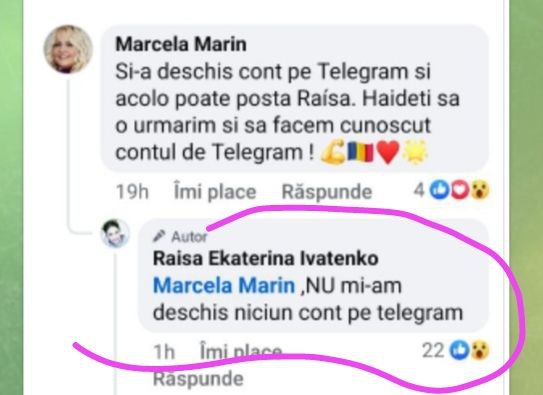 Marcela Marin
Si-a deschis cont pe Telegram si
acolo poate posta Raísa. Haideti sa
o urmarim si sa facem cunoscut
contul de Telegram ! 💪🇷🇴❤️🌟
19h Îmi place Răspunde 4
Autor
Raisa Ekaterina Ivatenko
Marcela Marin ,NU mi-am
deschis niciun cont pe telegram
1h Îmi place 22
Răspunde